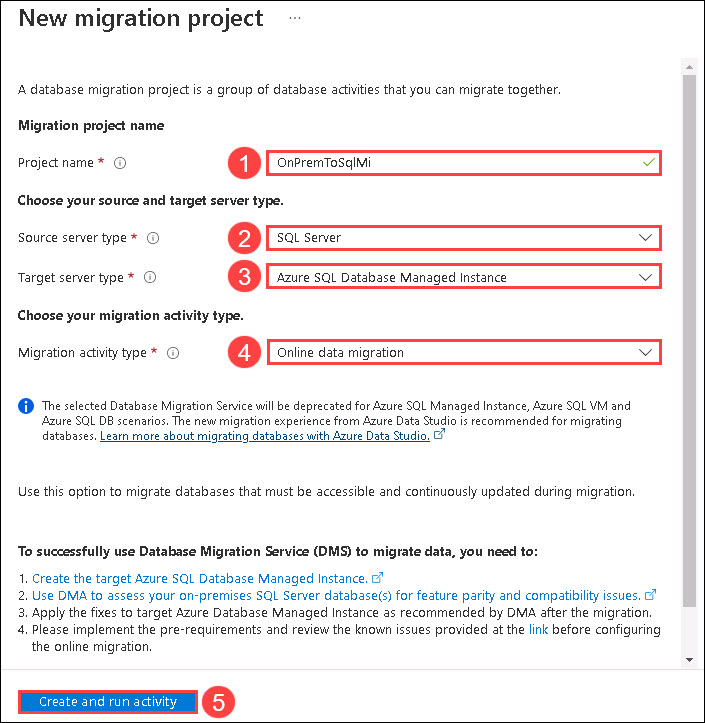 New migration project ...
A database migration project is a group of database activities that you can migrate together.
Migration project name
Project name * 1 OnPremToSqlMi
Choose your source and target server type.
Source server type * 2 SQL Server
Target server type * 3 Azure SQL Database Managed Instance
Choose your migration activity type.
Migration activity type * 4 Online data migration
The selected Database Migration Service will be deprecated for Azure SQL Managed Instance, Azure SQL VM and
Azure SQL DB scenarios. The new migration experience from Azure Data Studio is recommended for migrating
databases. Learn more about migrating databases with Azure Data Studio.
Use this option to migrate databases that must be accessible and continuously updated during migration.
To successfully use Database Migration Service (DMS) to migrate data, you need to:
1. Create the target Azure SQL Database Managed Instance.
2. Use DMA to assess your on-premises SQL Server database(s) for feature parity and compatibility issues.
3. Apply the fixes to target Azure Database Managed Instance as recommended by DMA after the migration.
4. Please implement the pre-requirements and review the known issues provided at the link before configuring
the online migration.
Create and run activity 5